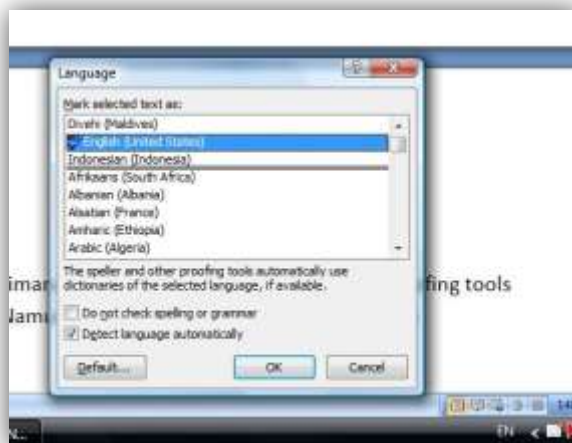 Language
Mark selected text as:
Divehi (Maldives)
English (United States)
Indonesian (Indonesia)
Afrikaans (South Africa)
Albanian (Albania)
Alsatian (France)
Amharic (Ethiopia)
Arabic (Algeria)
The speller and other proofing tools automatically use
dictionaries of the selected language, if available.
fing tools
Do not check spelling or grammar
Detect language automatically
Default...
OK
Cancel
EN